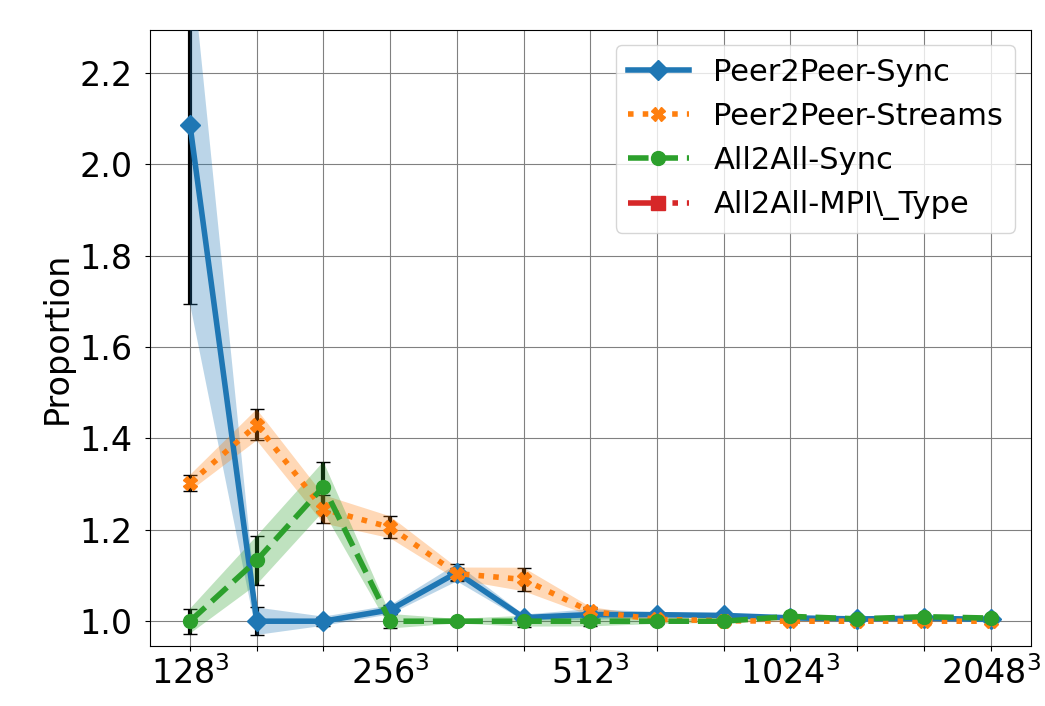 2.2
2.0
1.8
1.6
1.4
1.2
1.0
Proportion
Peer2Peer-Sync
Peer2Peer-Streams
All2All-Sync
All2All-MPI\_Type
128³ 256³ 512³ 1024³ 2048³